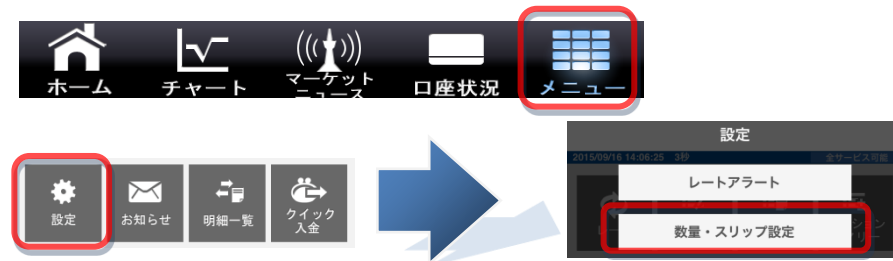 ホーム
チャート
マーケット
ニュース
口座状況
メニュー
設定
お知らせ
明細一覧
クイック
入金
設定
2015/09/16 14:06:25 3秒
全サービス可能
レートアラート
数量・スリップ設定